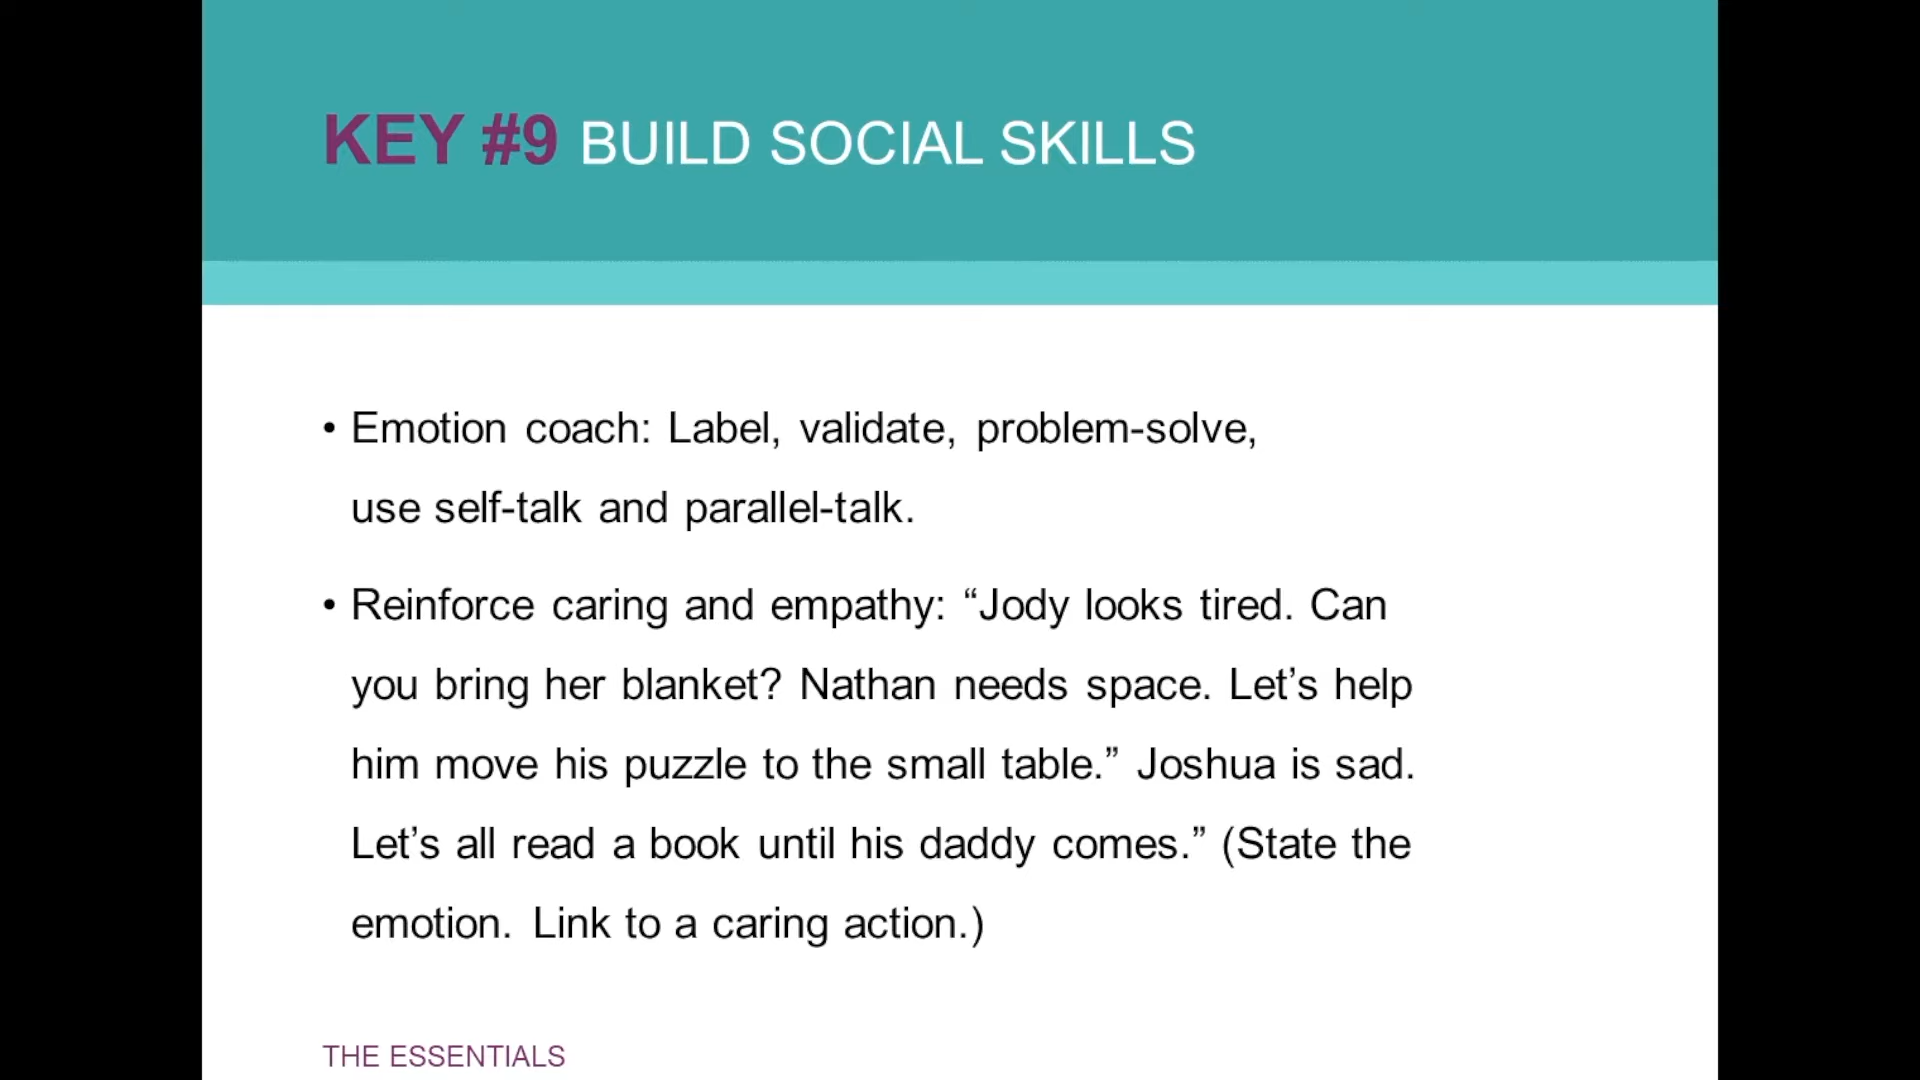 KEY #9 BUILD SOCIAL SKILLS
• Emotion coach: Label, validate, problem-solve,
use self-talk and parallel-talk.
• Reinforce caring and empathy: “Jody looks tired. Can
you bring her blanket? Nathan needs space. Let’s help
him move his puzzle to the small table.” Joshua is sad.
Let’s all read a book until his daddy comes.” (State the
emotion. Link to a caring action.)
THE ESSENTIALS